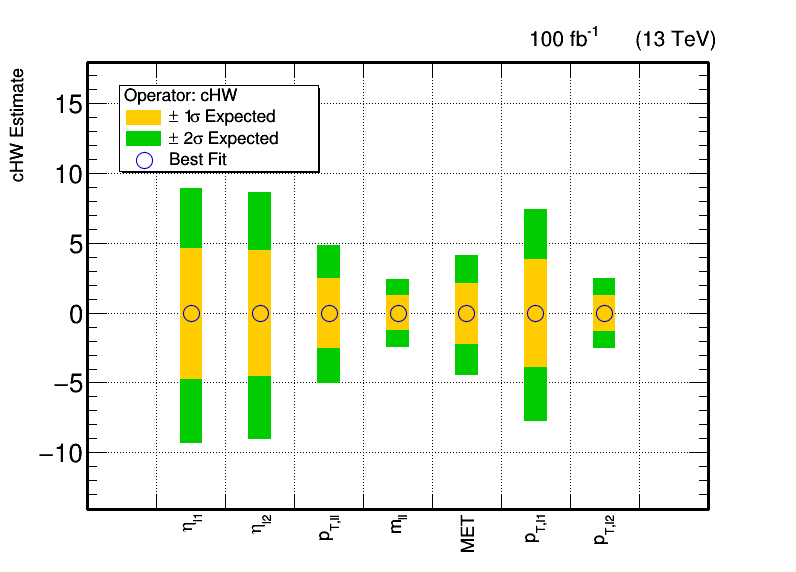 100 fb⁻¹ (13 TeV)
cHW Estimate
Operator: cHW
± 1σ Expected
± 2σ Expected
Best Fit
15
10
5
0
−5
−10
η_l1 η_l2 p_T,ll m_ll MET p_T,l1 p_T,l2